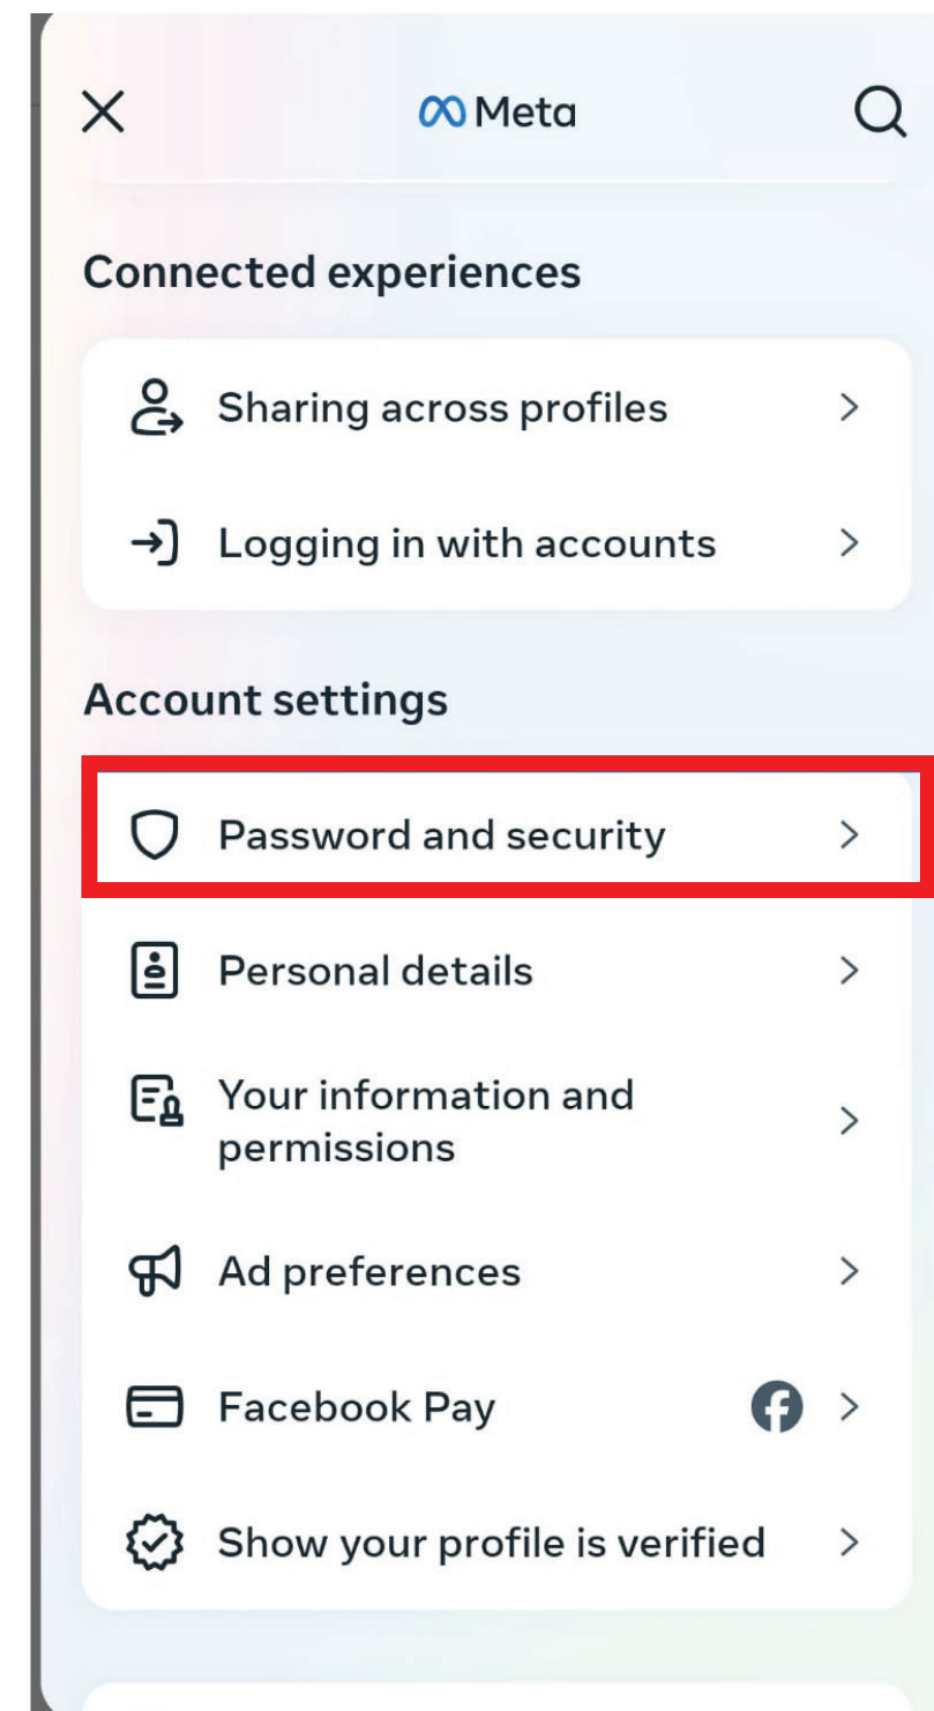 Meta
Connected experiences
Sharing across profiles
Logging in with accounts
Account settings
Password and security
Personal details
Your information and
permissions
Ad preferences
Facebook Pay
Show your profile is verified